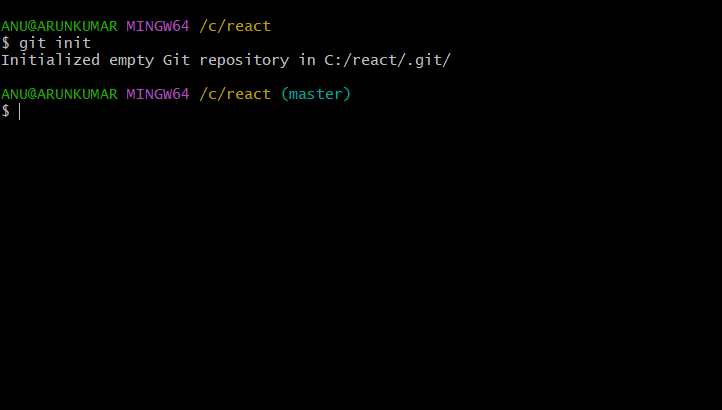 ANU@ARUNKUMAR MINGW64 /c/react
$ git init
Initialized empty Git repository in C:/react/.git/
ANU@ARUNKUMAR MINGW64 /c/react (master)
$